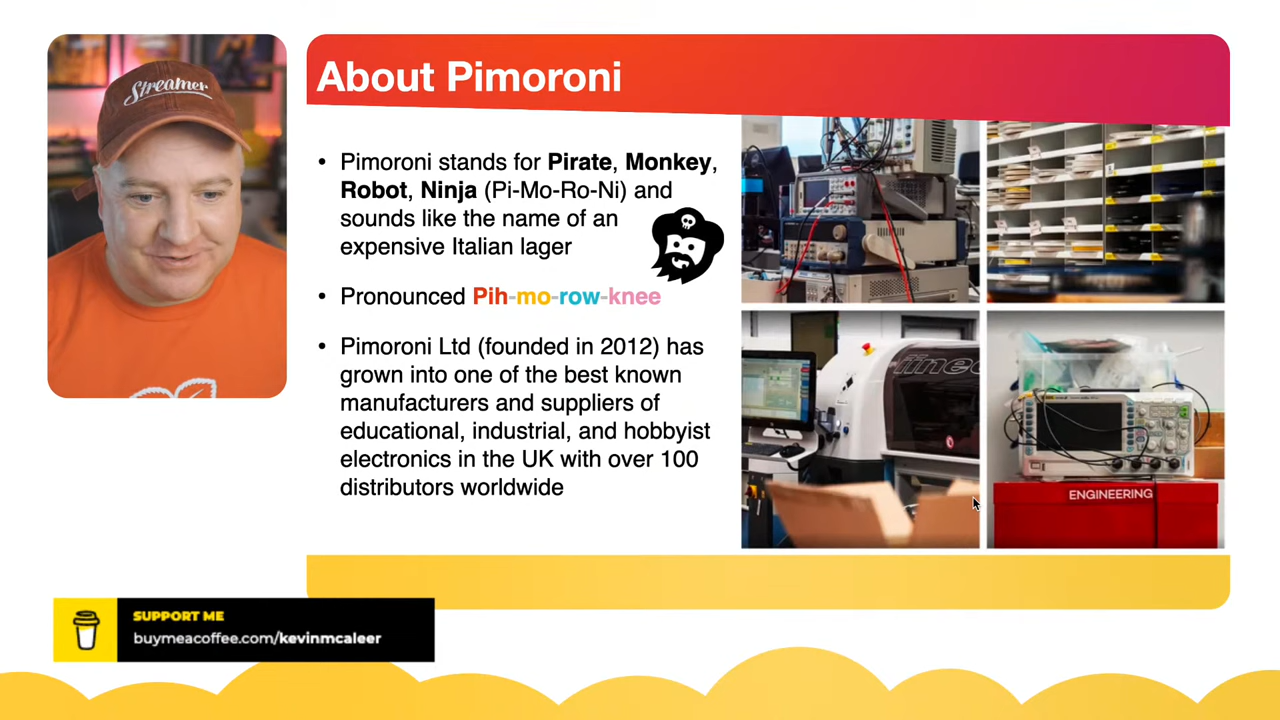 Streamer
About Pimoroni
• Pimoroni stands for Pirate, Monkey,
Robot, Ninja (Pi-Mo-Ro-Ni) and
sounds like the name of an
expensive Italian lager
• Pronounced Pih-mo-row-knee
• Pimoroni Ltd (founded in 2012) has
grown into one of the best known
manufacturers and suppliers of
educational, industrial, and hobbyist
electronics in the UK with over 100
distributors worldwide
ENGINEERING
SUPPORT ME
buymeacoffee.com/kevinmcaleer